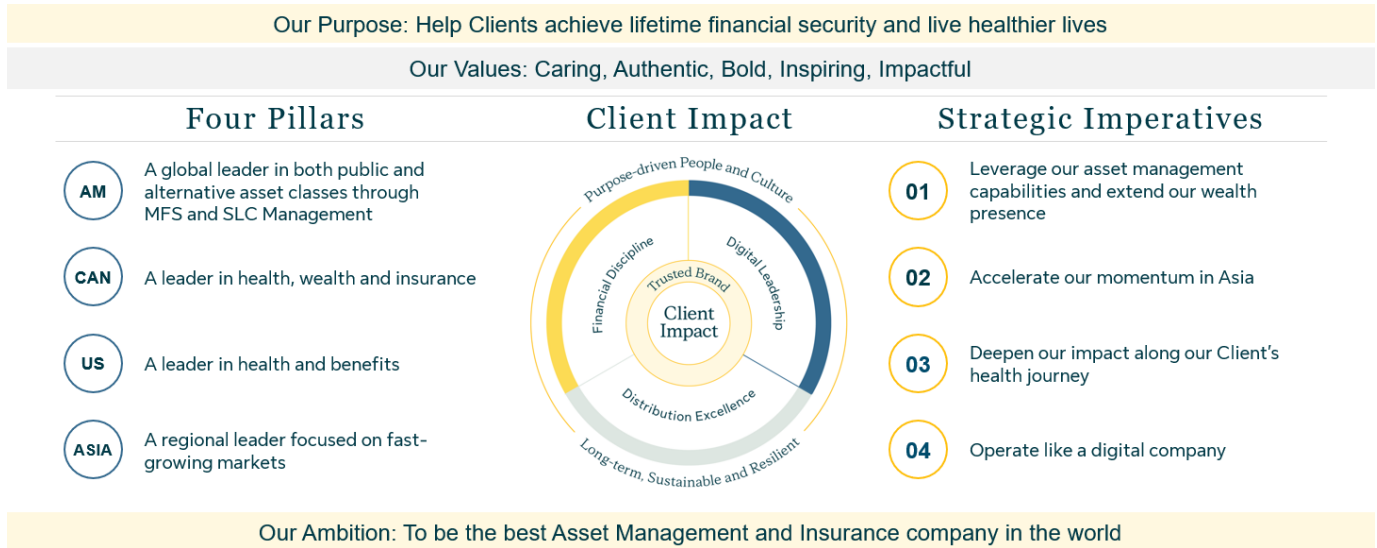 Our Purpose: Help Clients achieve lifetime financial security and live healthier lives
Our Values: Caring, Authentic, Bold, Inspiring, Impactful
Four Pillars
AM
A global leader in both public and
alternative asset classes through
MFS and SLC Management
CAN
A leader in health, wealth and insurance
US
A leader in health and benefits
ASIA
A regional leader focused on fast-
growing markets
Client Impact
Purpose-driven People and Culture
Financial Discipline
Digital Leadership
Trusted Brand
Client
Impact
Distribution Excellence
Long-term, Sustainable and Resilient
Strategic Imperatives
01
Leverage our asset management
capabilities and extend our wealth
presence
02
Accelerate our momentum in Asia
03
Deepen our impact along our Client's
health journey
04
Operate like a digital company
Our Ambition: To be the best Asset Management and Insurance company in the world